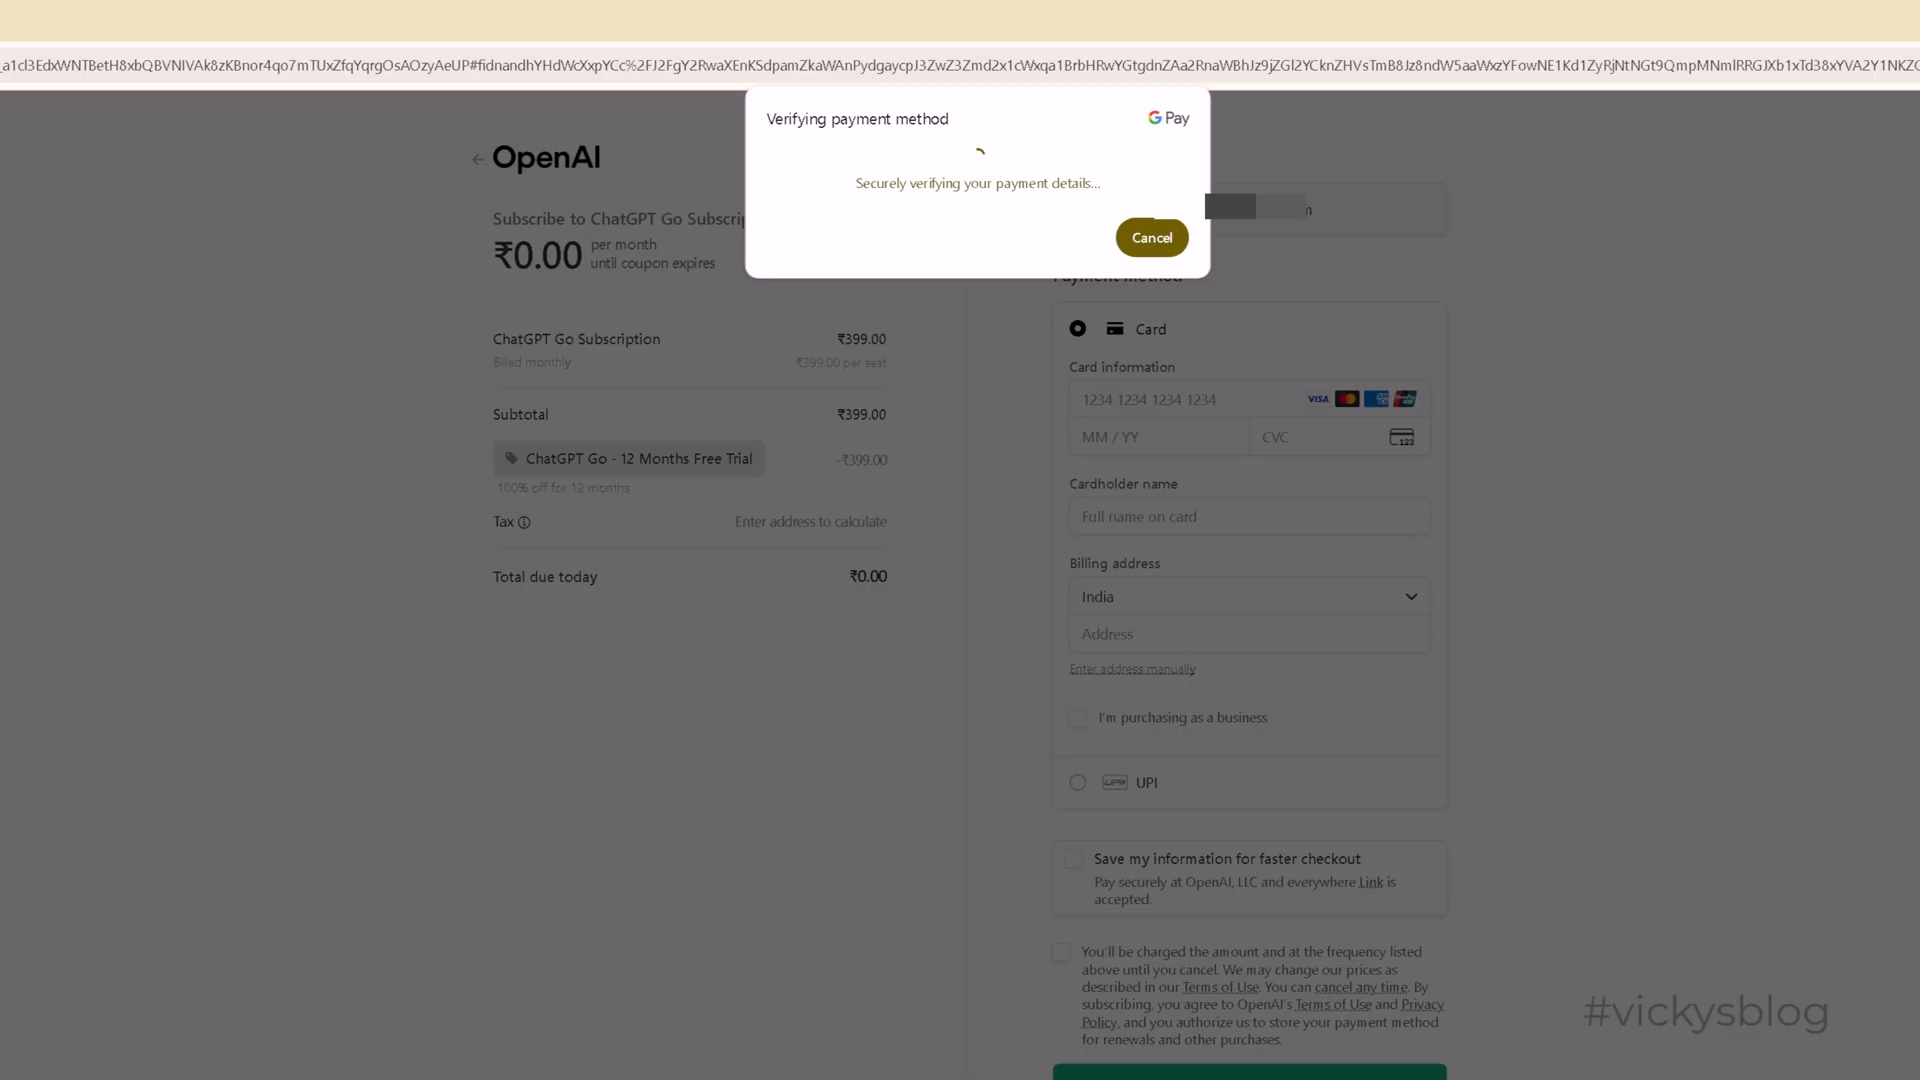 _a1cl3EdxWNTBetH8xbQBVNIVAk8zKBnor4qo7mTUxZfqYqrgOsAOzyAeUP#fidnandhYHdWcXxpYCc%2FJ2FgY2RwaXEnKSdpamZkaWAnPydgaycpJ3ZwZ3Zmd2x1cWxqa1BrbHRwYGtgdnZAa2RnaWBhJz9jZGl2YCknZHVsTmB8Jz8ndW5aaWxzYFowNE1Kd1ZyRjNtNGt9QmpMNmlRRGJXb1xTd38xYVA2Y1NKZG
Verifying payment method
G Pay
Securely verifying your payment details...
Cancel
OpenAI
Subscribe to ChatGPT Go
₹0.00 per month
until coupon expires
ChatGPT Go Subscription ₹399.00
Billed monthly ₹399.00 per seat
Subtotal ₹399.00
ChatGPT Go - 12 Months Free Trial -₹399.00
100% off for 12 months
Tax Enter address to calculate
Total due today ₹0.00
Payment method
Card
Card information
1234 1234 1234 1234 VISA
MM / YY CVC 123
Cardholder name
Full name on card
Billing address
India
Address
Enter address manually
I'm purchasing as a business
UPI UPI
Save my information for faster checkout
Pay securely at OpenAI, LLC and everywhere Link is
accepted.
You'll be charged the amount and at the frequency listed
above until you cancel. We may change our prices as
described in our Terms of Use. You can cancel any time. By
subscribing, you agree to OpenAI's Terms of Use and Privacy
Policy, and you authorize us to store your payment method
for renewals and other purchases.
#vickysblog